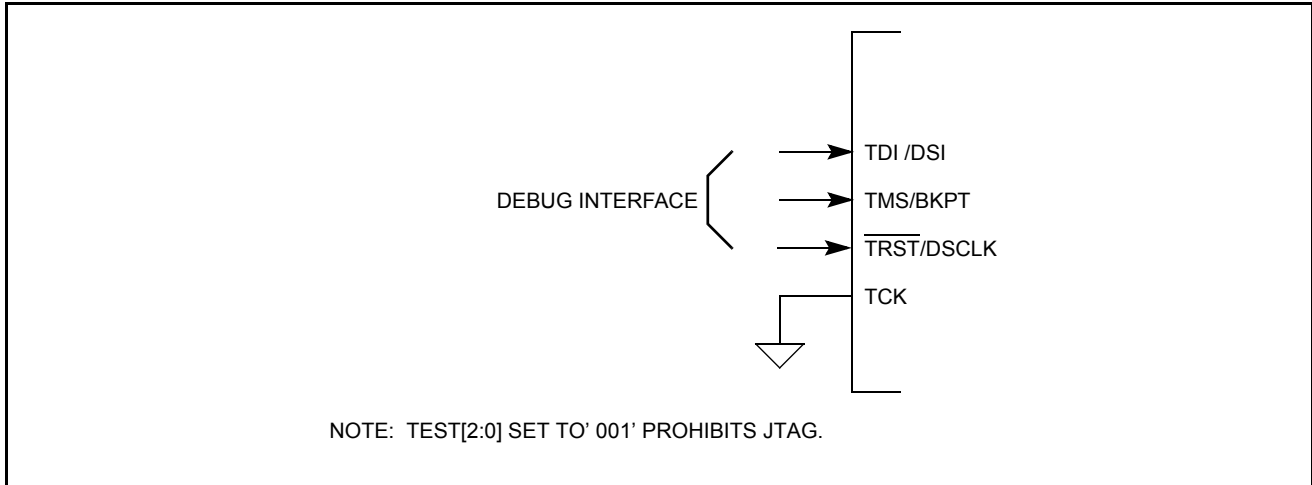 TDI /DSI
DEBUG INTERFACE
TMS/BKPT
TRST/DSCLK
TCK
NOTE: TEST[2:0] SET TO' 001' PROHIBITS JTAG.